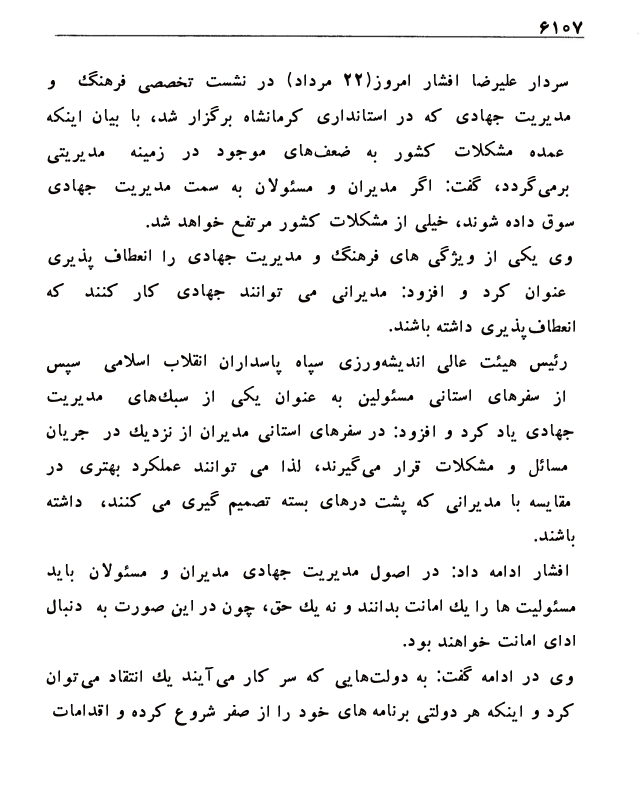 ۶۱۰۷
سردار علیرضا افشار امروز(۲۲ مرداد) در نشست تخصصی فرهنگ و
مدیریت جهادی که در استانداری کرمانشاه برگزار شد، با بیان اینکه
عمده مشکلات کشور به ضعف‌های موجود در زمینه مدیریتی
برمی‌گردد، گفت: اگر مدیران و مسئولان به سمت مدیریت جهادی
سوق داده شوند، خیلی از مشکلات کشور مرتفع خواهد شد.
وی یکی از ویژگی های فرهنگ و مدیریت جهادی را انعطاف پذیری
عنوان کرد و افزود: مدیرانی می توانند جهادی کار کنند که
انعطاف‌پذیری داشته باشند.
رئیس هیئت عالی اندیشه‌ورزی سپاه پاسداران انقلاب اسلامی سپس
از سفرهای استانی مسئولین به عنوان یکی از سبک‌های مدیریت
جهادی یاد کرد و افزود: در سفرهای استانی مدیران از نزدیک در جریان
مسائل و مشکلات قرار می‌گیرند، لذا می توانند عملکرد بهتری در
مقایسه با مدیرانی که پشت درهای بسته تصمیم گیری می کنند، داشته
باشند.
افشار ادامه داد: در اصول مدیریت جهادی مدیران و مسئولان باید
مسئولیت ها را یک امانت بدانند و نه یک حق، چون در این صورت به دنبال
ادای امانت خواهند بود.
وی در ادامه گفت: به دولت‌هایی که سر کار می‌آیند یک انتقاد می‌توان
کرد و اینکه هر دولتی برنامه های خود را از صفر شروع کرده و اقدامات